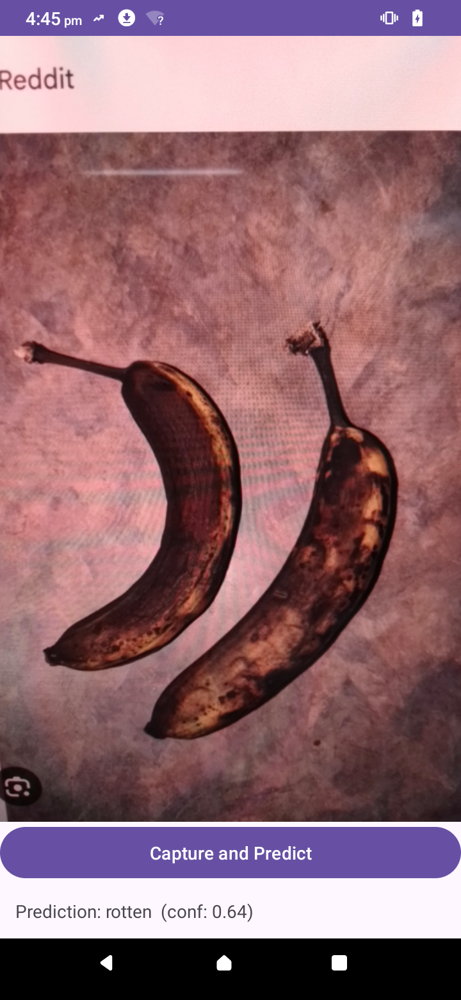 4:45 pm
Reddit
Capture and Predict
Prediction: rotten (conf: 0.64)